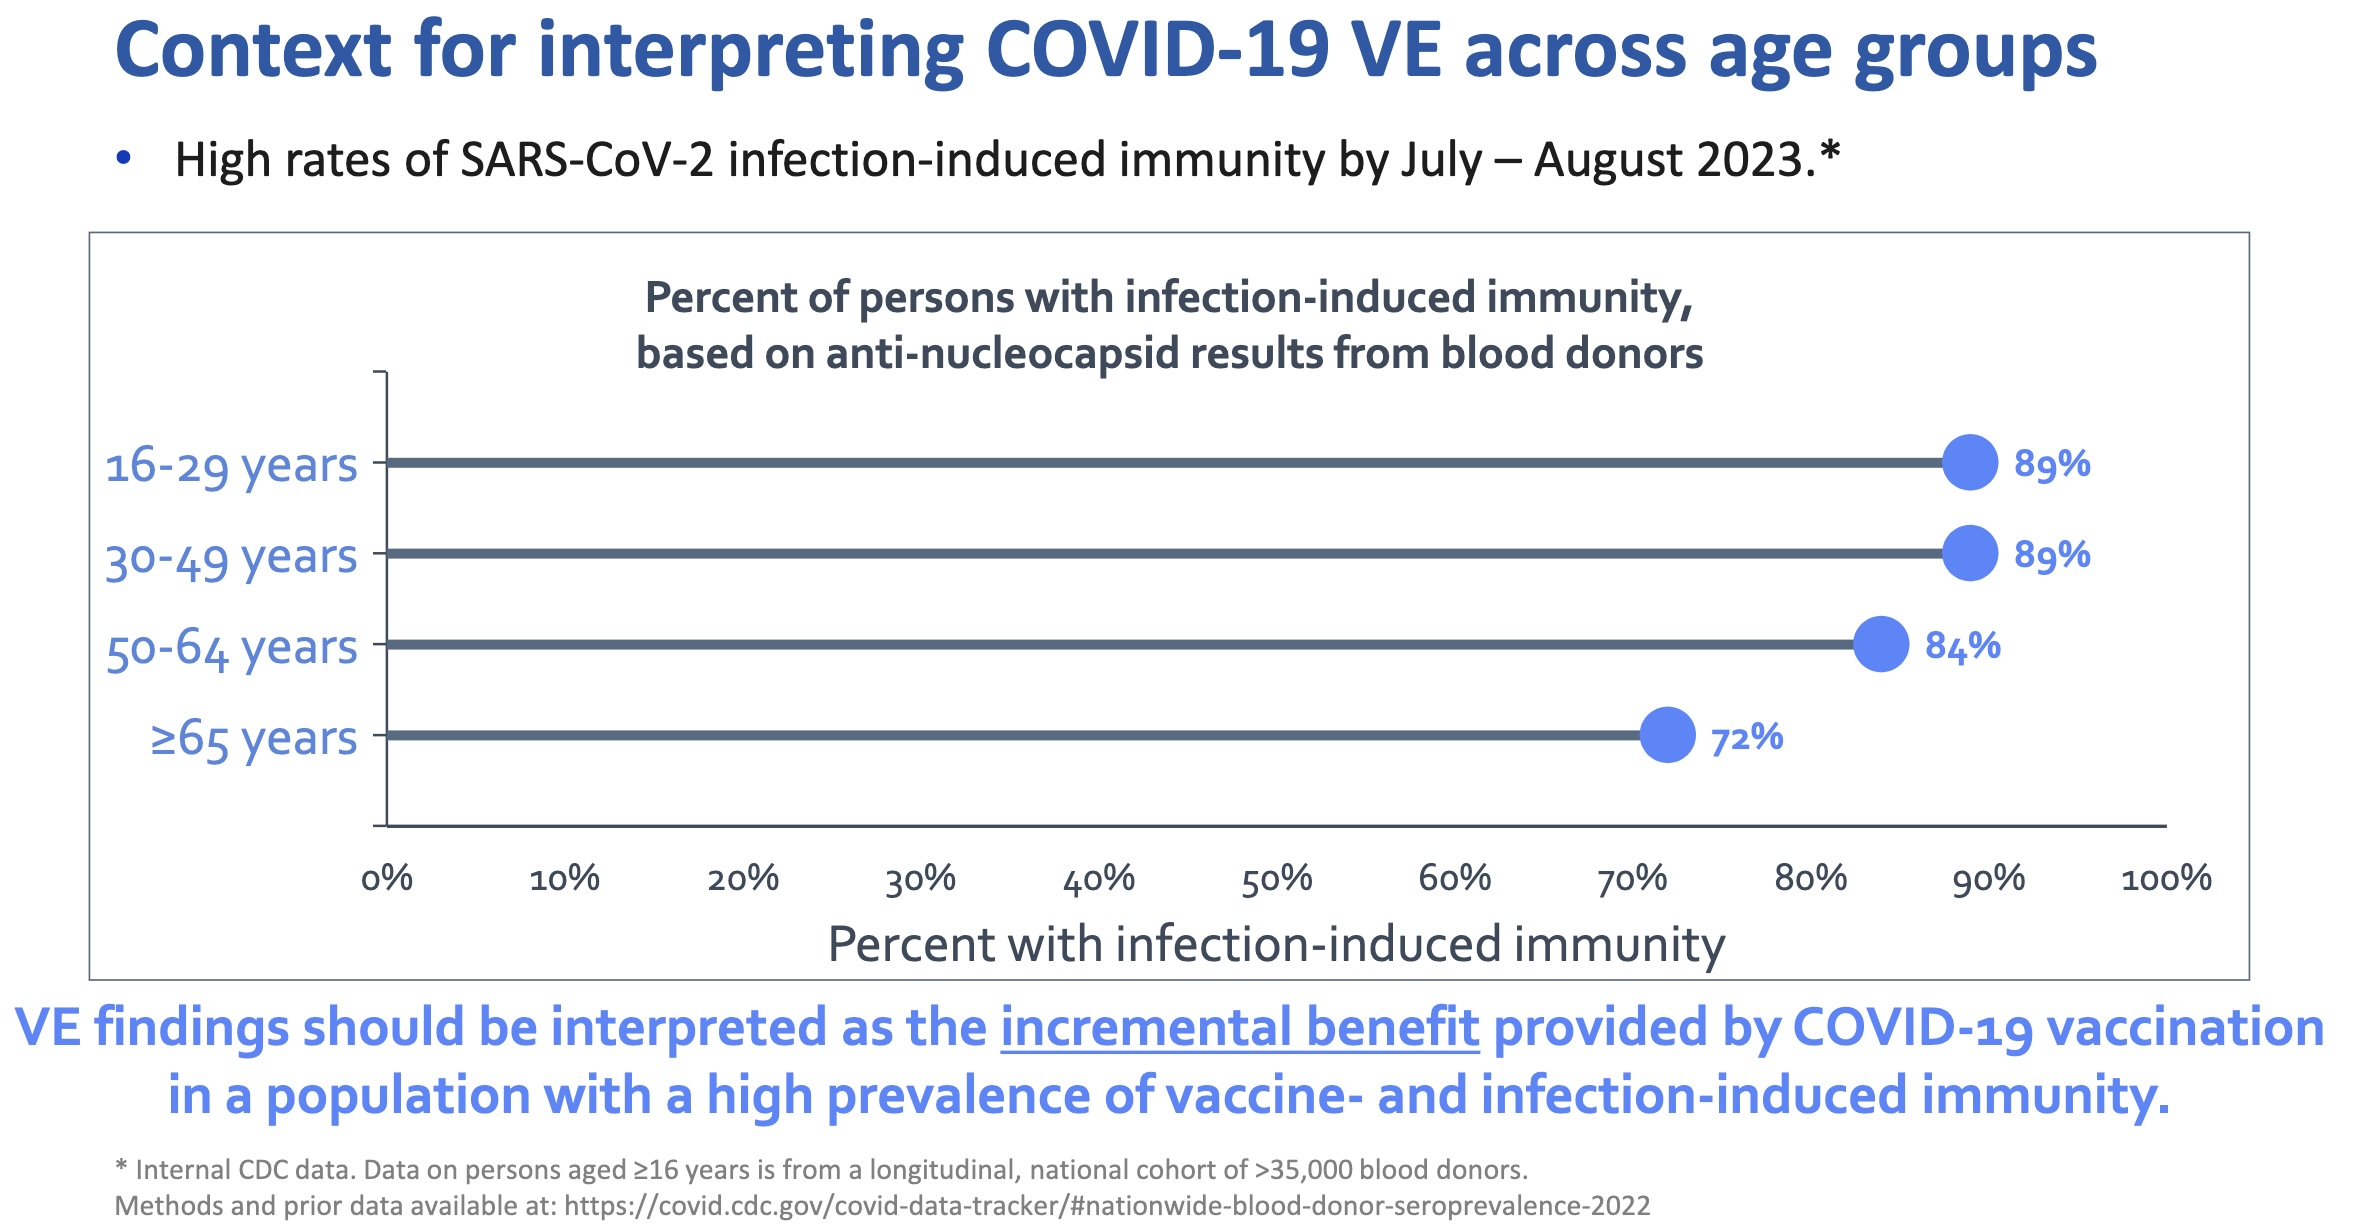 Context for interpreting COVID-19 VE across age groups
• High rates of SARS-CoV-2 infection-induced immunity by July – August 2023.*
Percent of persons with infection-induced immunity,
based on anti-nucleocapsid results from blood donors
16-29 years 89%
30-49 years 89%
50-64 years 84%
≥65 years 72%
0% 10% 20% 30% 40% 50% 60% 70% 80% 90% 100%
Percent with infection-induced immunity
VE findings should be interpreted as the incremental benefit provided by COVID-19 vaccination
in a population with a high prevalence of vaccine- and infection-induced immunity.
* Internal CDC data. Data on persons aged ≥16 years is from a longitudinal, national cohort of >35,000 blood donors.
Methods and prior data available at: https://covid.cdc.gov/covid-data-tracker/#nationwide-blood-donor-seroprevalence-2022